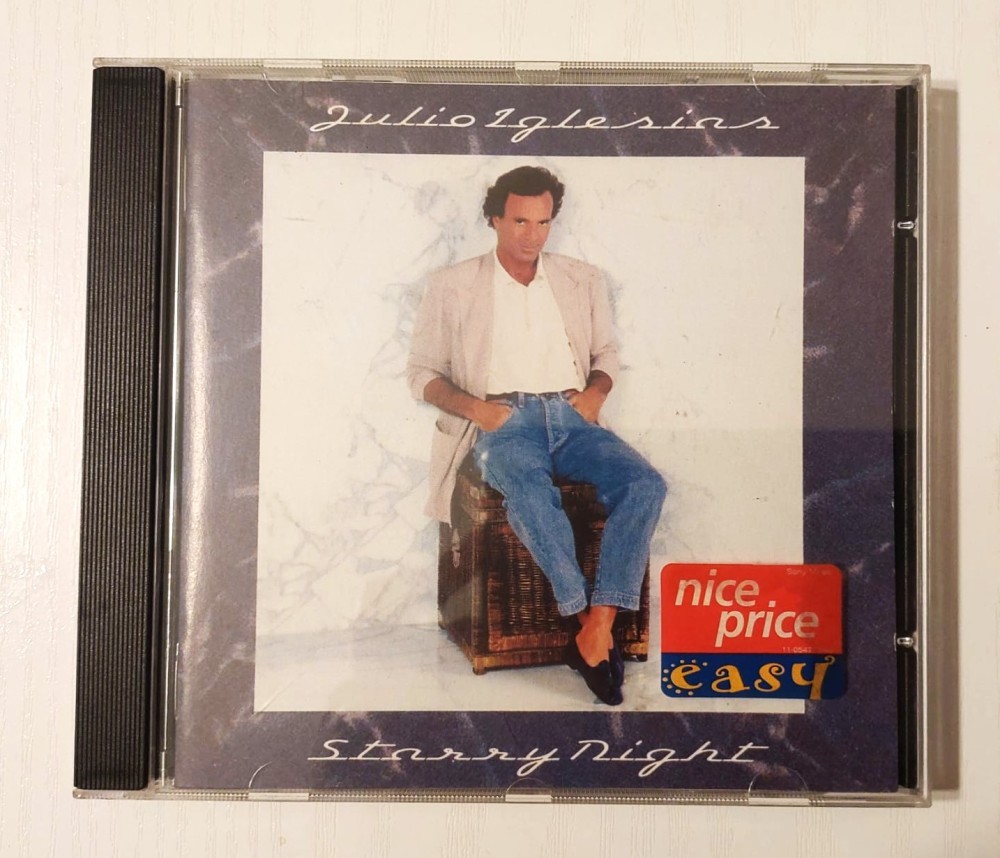 Julio Iglesias
nice
price
easy
Starry Night